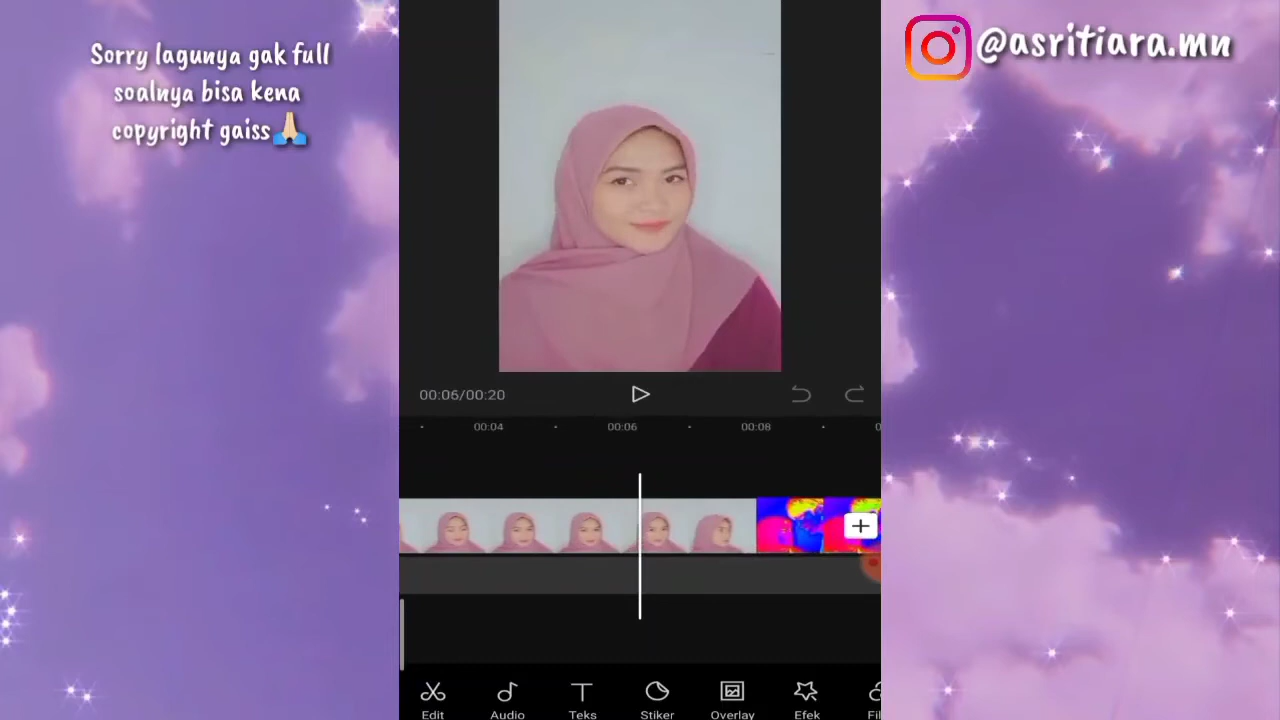 Sorry lagunya gak full
soalnya bisa kena
copyright gaiss🙏🏼
@asritiara.mn
00:06/00:20
00:04
00:06
00:08
Edit
Audio
Teks
Stiker
Overlay
Efek